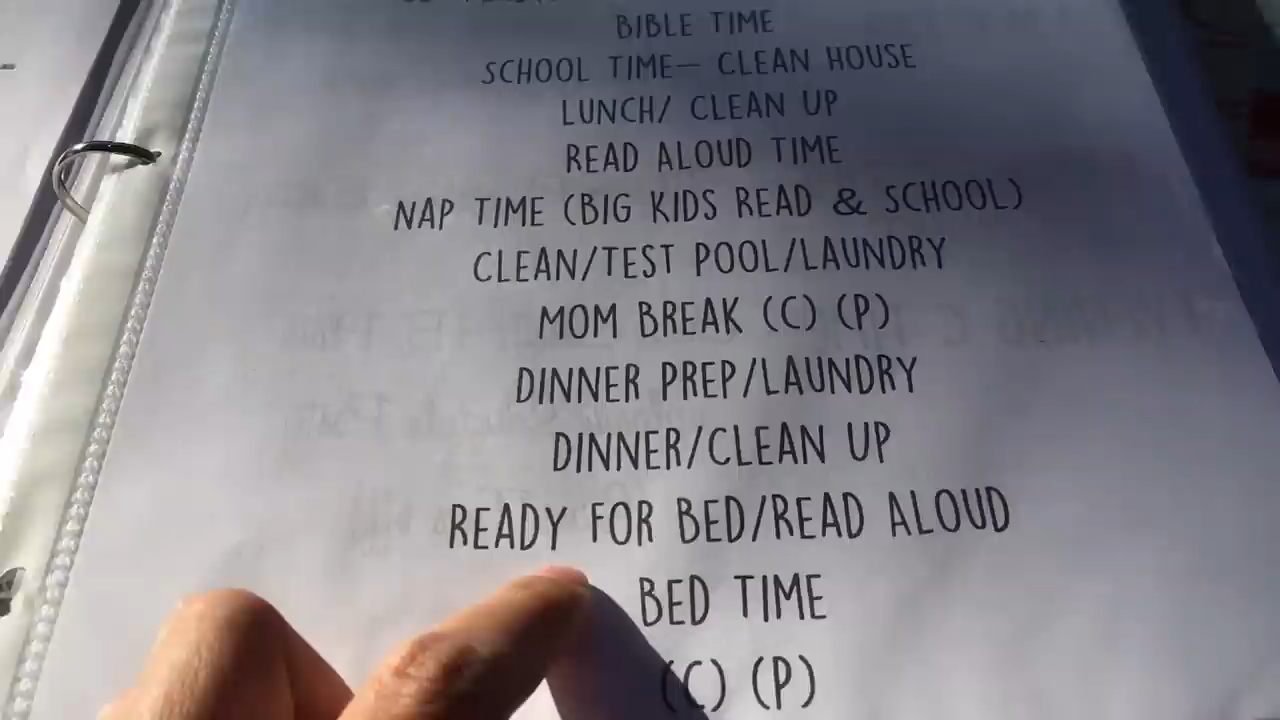 BIBLE TIME
SCHOOL TIME— CLEAN HOUSE
LUNCH/ CLEAN UP
READ ALOUD TIME
NAP TIME (BIG KIDS READ & SCHOOL)
CLEAN/TEST POOL/LAUNDRY
MOM BREAK (C) (P)
DINNER PREP/LAUNDRY
DINNER/CLEAN UP
READY FOR BED/READ ALOUD
BED TIME
(C) (P)